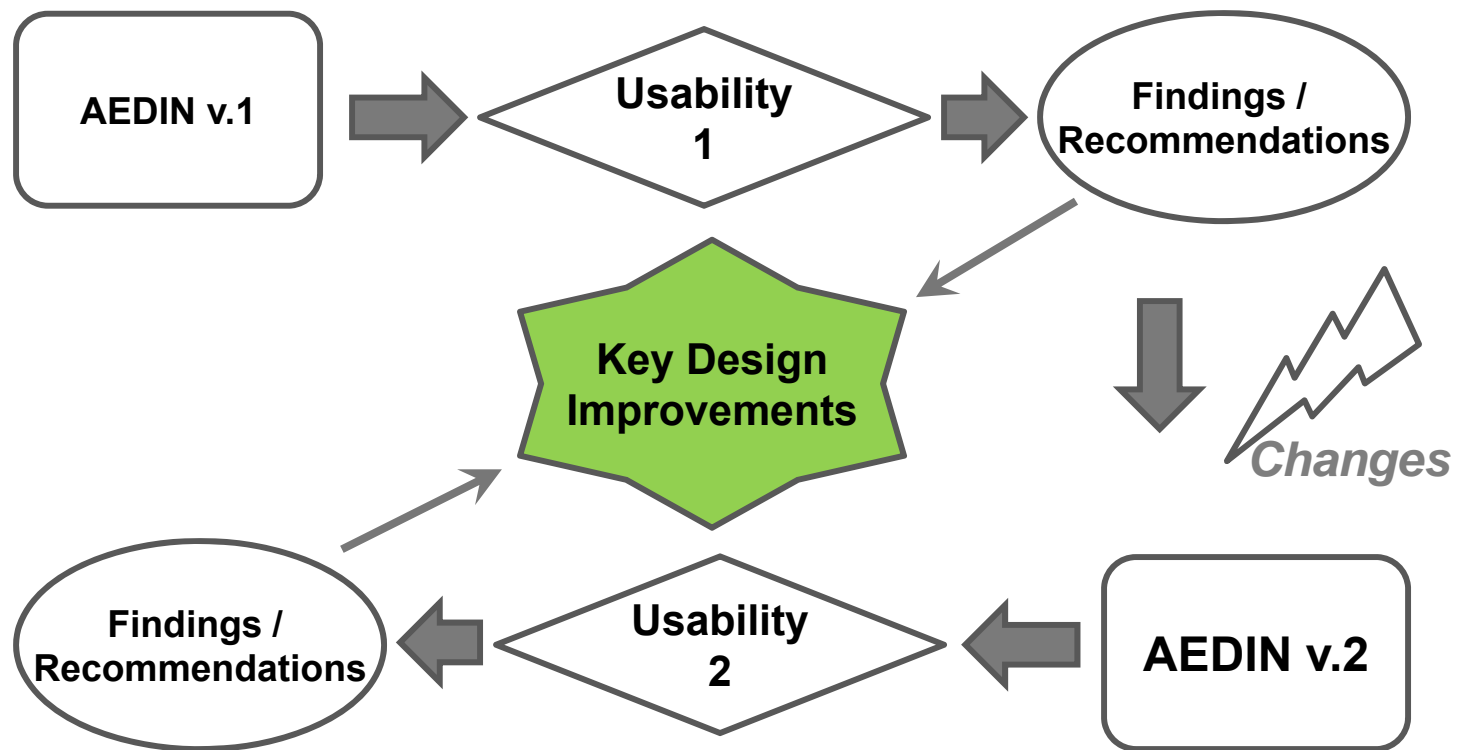 AEDIN v.1
Usability
1
Findings /
Recommendations
Key Design
Improvements
Changes
Findings /
Recommendations
Usability
2
AEDIN v.2